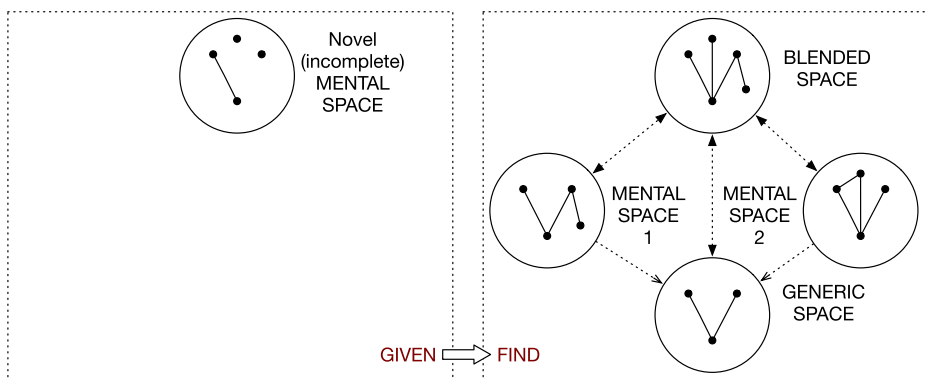 Novel
(incomplete)
MENTAL
SPACE
BLENDED
SPACE
MENTAL
SPACE
1
MENTAL
SPACE
2
GENERIC
SPACE
GIVEN
FIND